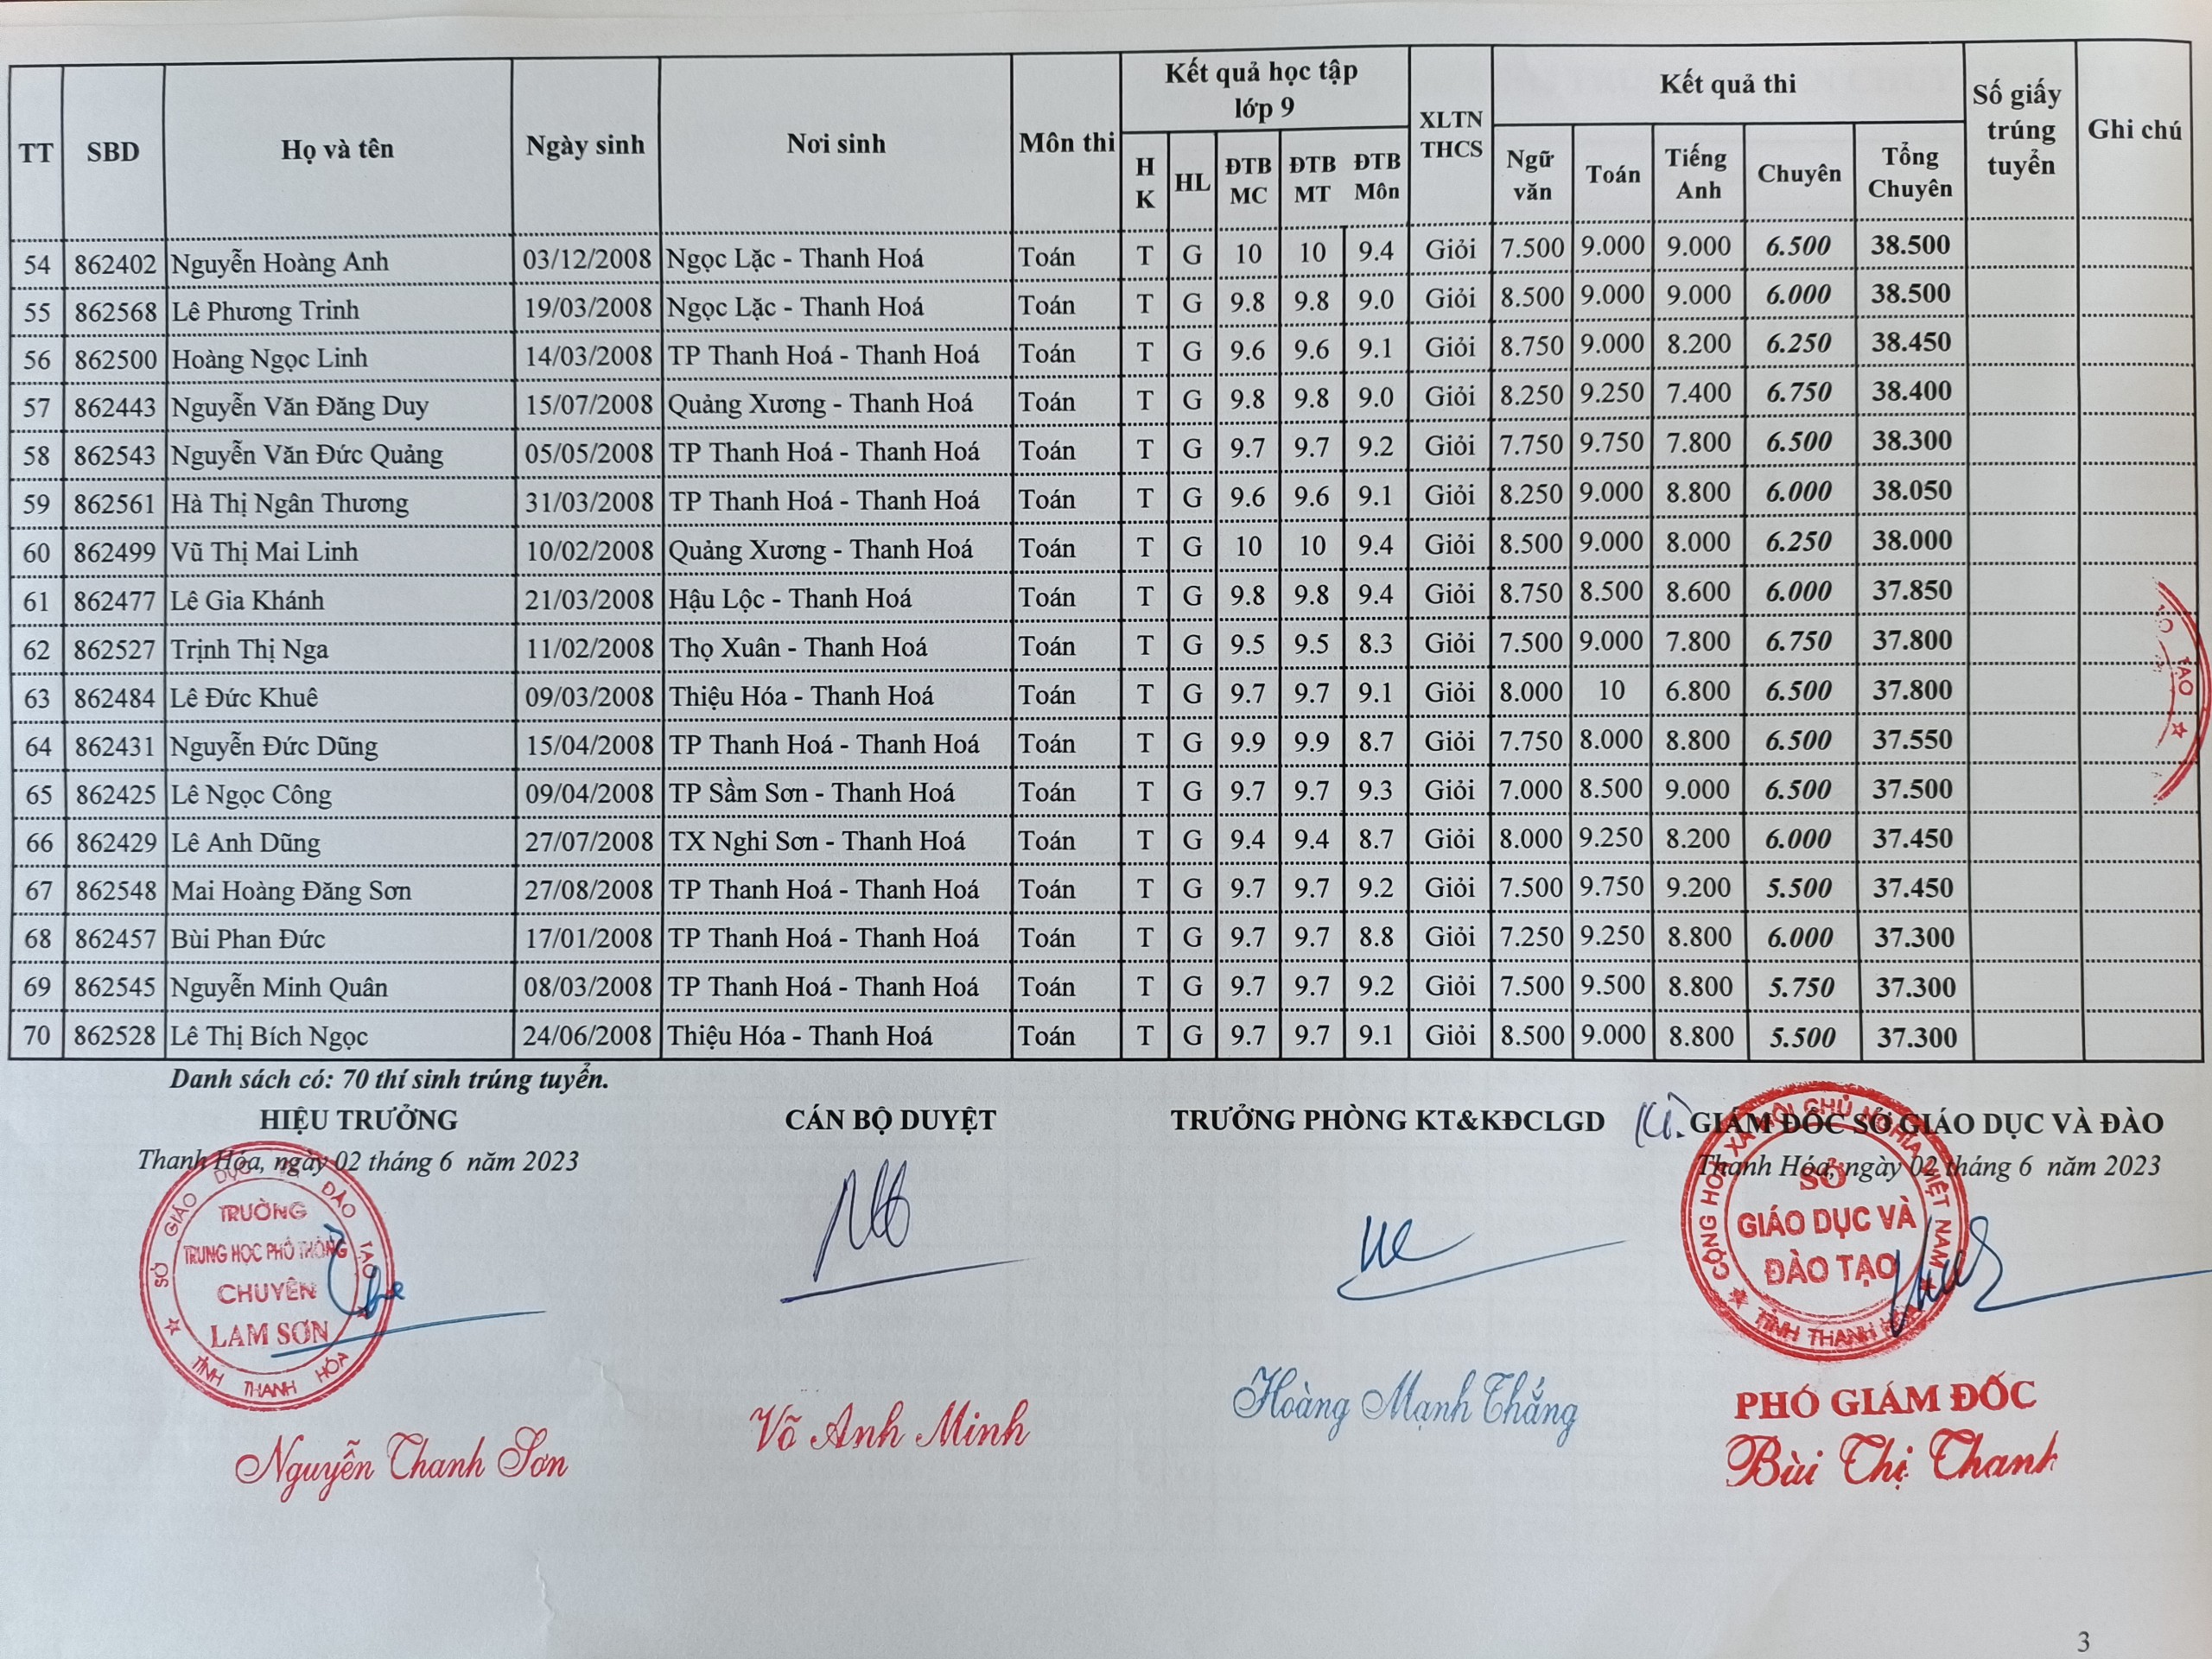 TT SBD Họ và tên Ngày sinh Nơi sinh Môn thi Kết quả học tập lớp 9 XLTN THCS Kết quả thi Số giấy trúng tuyển Ghi chú
H K HL ĐTB MC ĐTB MT ĐTB Môn Ngữ văn Toán Tiếng Anh Chuyên Tổng Chuyên
54 862402 Nguyễn Hoàng Anh 03/12/2008 Ngọc Lặc - Thanh Hoá Toán T G 10 10 9.4 Giỏi 7.500 9.000 9.000 6.500 38.500
55 862568 Lê Phương Trinh 19/03/2008 Ngọc Lặc - Thanh Hoá Toán T G 9.8 9.8 9.0 Giỏi 8.500 9.000 9.000 6.000 38.500
56 862500 Hoàng Ngọc Linh 14/03/2008 TP Thanh Hoá - Thanh Hoá Toán T G 9.6 9.6 9.1 Giỏi 8.750 9.000 8.200 6.250 38.450
57 862443 Nguyễn Văn Đăng Duy 15/07/2008 Quảng Xương - Thanh Hoá Toán T G 9.8 9.8 9.0 Giỏi 8.250 9.250 7.400 6.750 38.400
58 862543 Nguyễn Văn Đức Quảng 05/05/2008 TP Thanh Hoá - Thanh Hoá Toán T G 9.7 9.7 9.2 Giỏi 7.750 9.750 7.800 6.500 38.300
59 862561 Hà Thị Ngân Thương 31/03/2008 TP Thanh Hoá - Thanh Hoá Toán T G 9.6 9.6 9.1 Giỏi 8.250 9.000 8.800 6.000 38.050
60 862499 Vũ Thị Mai Linh 10/02/2008 Quảng Xương - Thanh Hoá Toán T G 10 10 9.4 Giỏi 8.500 9.000 8.000 6.250 38.000
61 862477 Lê Gia Khánh 21/03/2008 Hậu Lộc - Thanh Hoá Toán T G 9.8 9.8 9.4 Giỏi 8.750 8.500 8.600 6.000 37.850
62 862527 Trịnh Thị Nga 11/02/2008 Thọ Xuân - Thanh Hoá Toán T G 9.5 9.5 8.3 Giỏi 7.500 9.000 7.800 6.750 37.800
63 862484 Lê Đức Khuê 09/03/2008 Thiệu Hóa - Thanh Hoá Toán T G 9.7 9.7 9.1 Giỏi 8.000 10 6.800 6.500 37.800
64 862431 Nguyễn Đức Dũng 15/04/2008 TP Thanh Hoá - Thanh Hoá Toán T G 9.9 9.9 8.7 Giỏi 7.750 8.000 8.800 6.500 37.550
65 862425 Lê Ngọc Công 09/04/2008 TP Sầm Sơn - Thanh Hoá Toán T G 9.7 9.7 9.3 Giỏi 7.000 8.500 9.000 6.500 37.500
66 862429 Lê Anh Dũng 27/07/2008 TX Nghi Sơn - Thanh Hoá Toán T G 9.4 9.4 8.7 Giỏi 8.000 9.250 8.200 6.000 37.450
67 862548 Mai Hoàng Đăng Sơn 27/08/2008 TP Thanh Hoá - Thanh Hoá Toán T G 9.7 9.7 9.2 Giỏi 7.500 9.750 9.200 5.500 37.450
68 862457 Bùi Phan Đức 17/01/2008 TP Thanh Hoá - Thanh Hoá Toán T G 9.7 9.7 8.8 Giỏi 7.250 9.250 8.800 6.000 37.300
69 862545 Nguyễn Minh Quân 08/03/2008 TP Thanh Hoá - Thanh Hoá Toán T G 9.7 9.7 9.2 Giỏi 7.500 9.500 8.800 5.750 37.300
70 862528 Lê Thị Bích Ngọc 24/06/2008 Thiệu Hóa - Thanh Hoá Toán T G 9.7 9.7 9.1 Giỏi 8.500 9.000 8.800 5.500 37.300
TẠO
Danh sách có: 70 thí sinh trúng tuyển.
HIỆU TRƯỞNG CÁN BỘ DUYỆT TRƯỞNG PHÒNG KT&KĐCLGD GIÁM ĐỐC SỞ GIÁO DỤC VÀ ĐÀO
Thanh Hóa, ngày 02 tháng 6 năm 2023 Thanh Hóa, ngày 02 tháng 6 năm 2023
SỞ GIÁO DỤC ĐÀO TẠO
TRƯỜNG
TRUNG HỌC PHỔ THÔNG
CHUYÊN
LAM SƠN
TỈNH THANH HÓA
CỘNG HOÀ XÃ HỘI CHỦ NGHĨA VIỆT NAM
SỞ
GIÁO DỤC VÀ
ĐÀO TẠO
TỈNH THANH HÓA
PHÓ GIÁM ĐỐC
Nguyễn Thanh Sơn Võ Anh Minh Hoàng Mạnh Thắng Bùi Thị Thanh
3